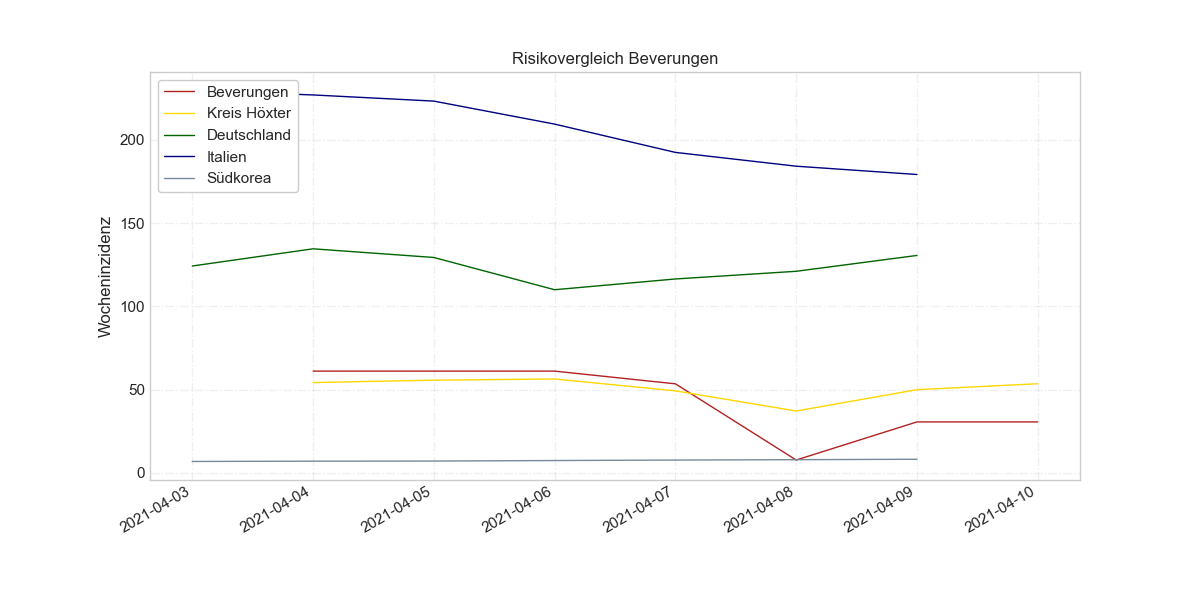 Risikovergleich Beverungen
Beverungen
Kreis Höxter
Deutschland
Italien
Südkorea
Wocheninzidenz
200
150
100
50
0
2021-04-03
2021-04-04
2021-04-05
2021-04-06
2021-04-07
2021-04-08
2021-04-09
2021-04-10